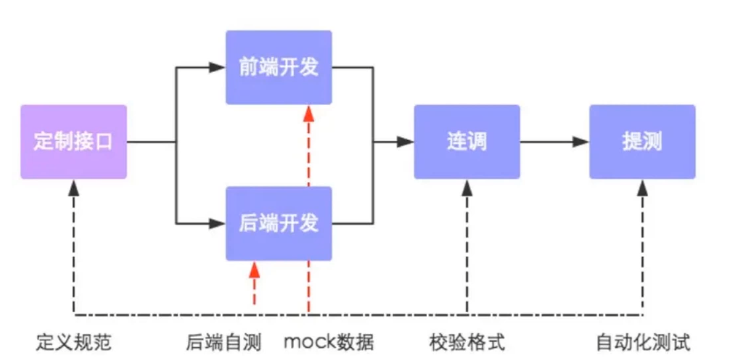 前端开发
定制接口
连调
提测
后端开发
定义规范
后端自测
mock数据
校验格式
自动化测试